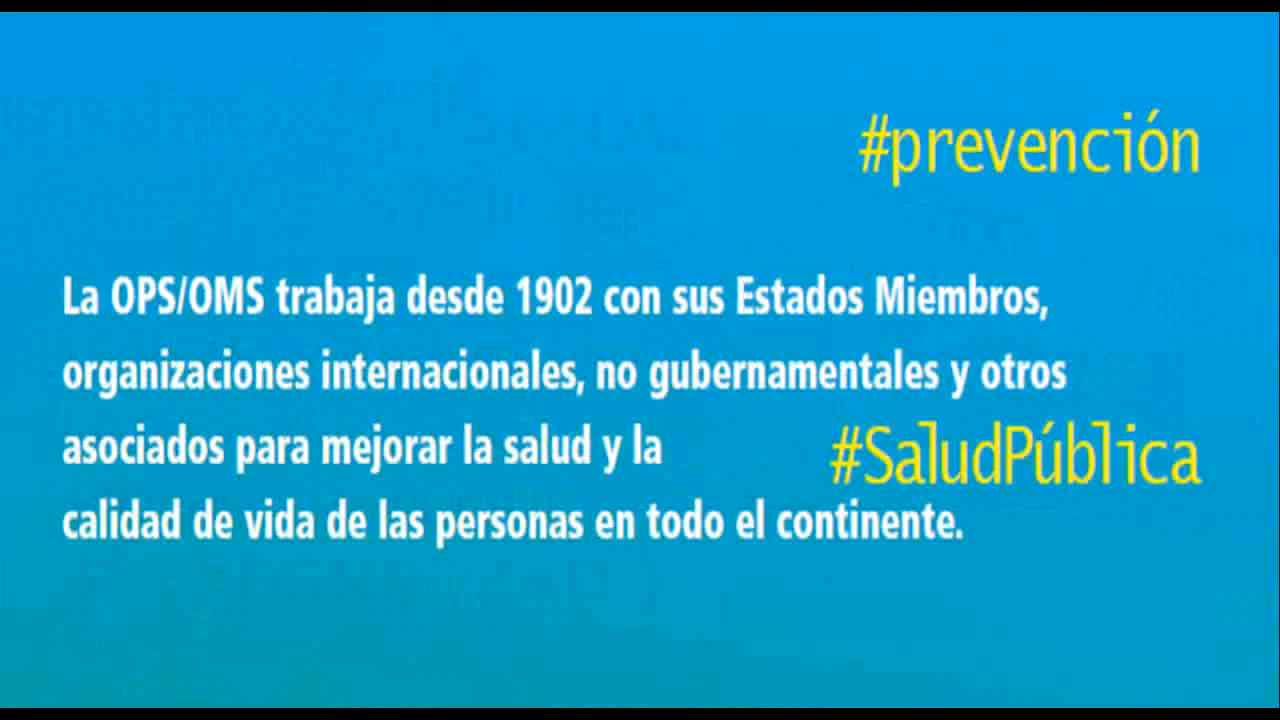 #prevención
La OPS/OMS trabaja desde 1902 con sus Estados Miembros,
organizaciones internacionales, no gubernamentales y otros
asociados para mejorar la salud y la
#SaludPública
calidad de vida de las personas en todo el continente.